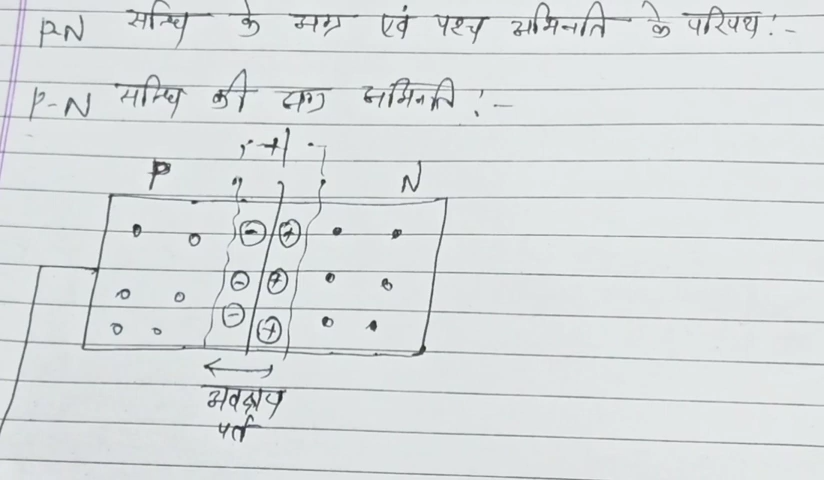 PN सन्धि के अग्र एवं पश्च अभिनति के परिपथ :-
P-N सन्धि की अग्र अभिनति :-
P N
- +
- +
- +
अवक्षय
पर्त